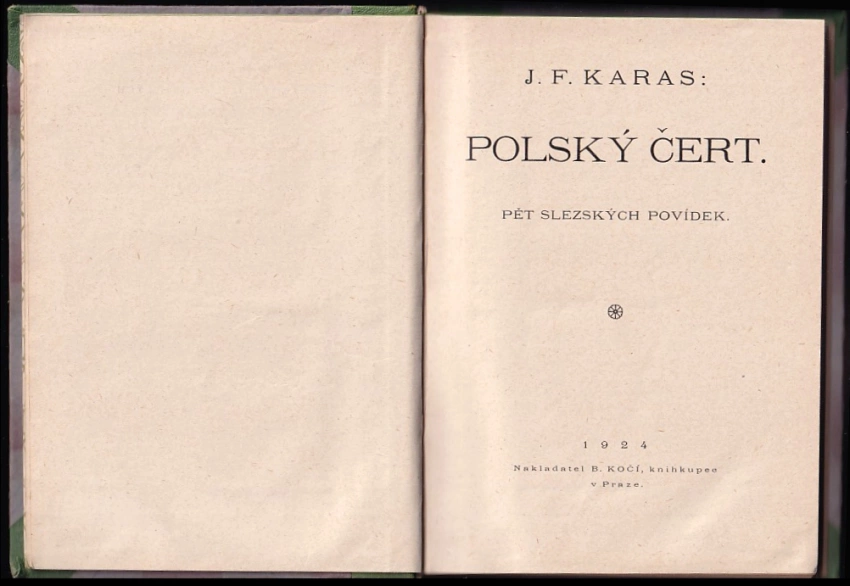 J. F. KARAS:
POLSKÝ ČERT.
PĚT SLEZSKÝCH POVÍDEK.
1924
Nakladatel B. KOČÍ, knihkupec
v Praze.